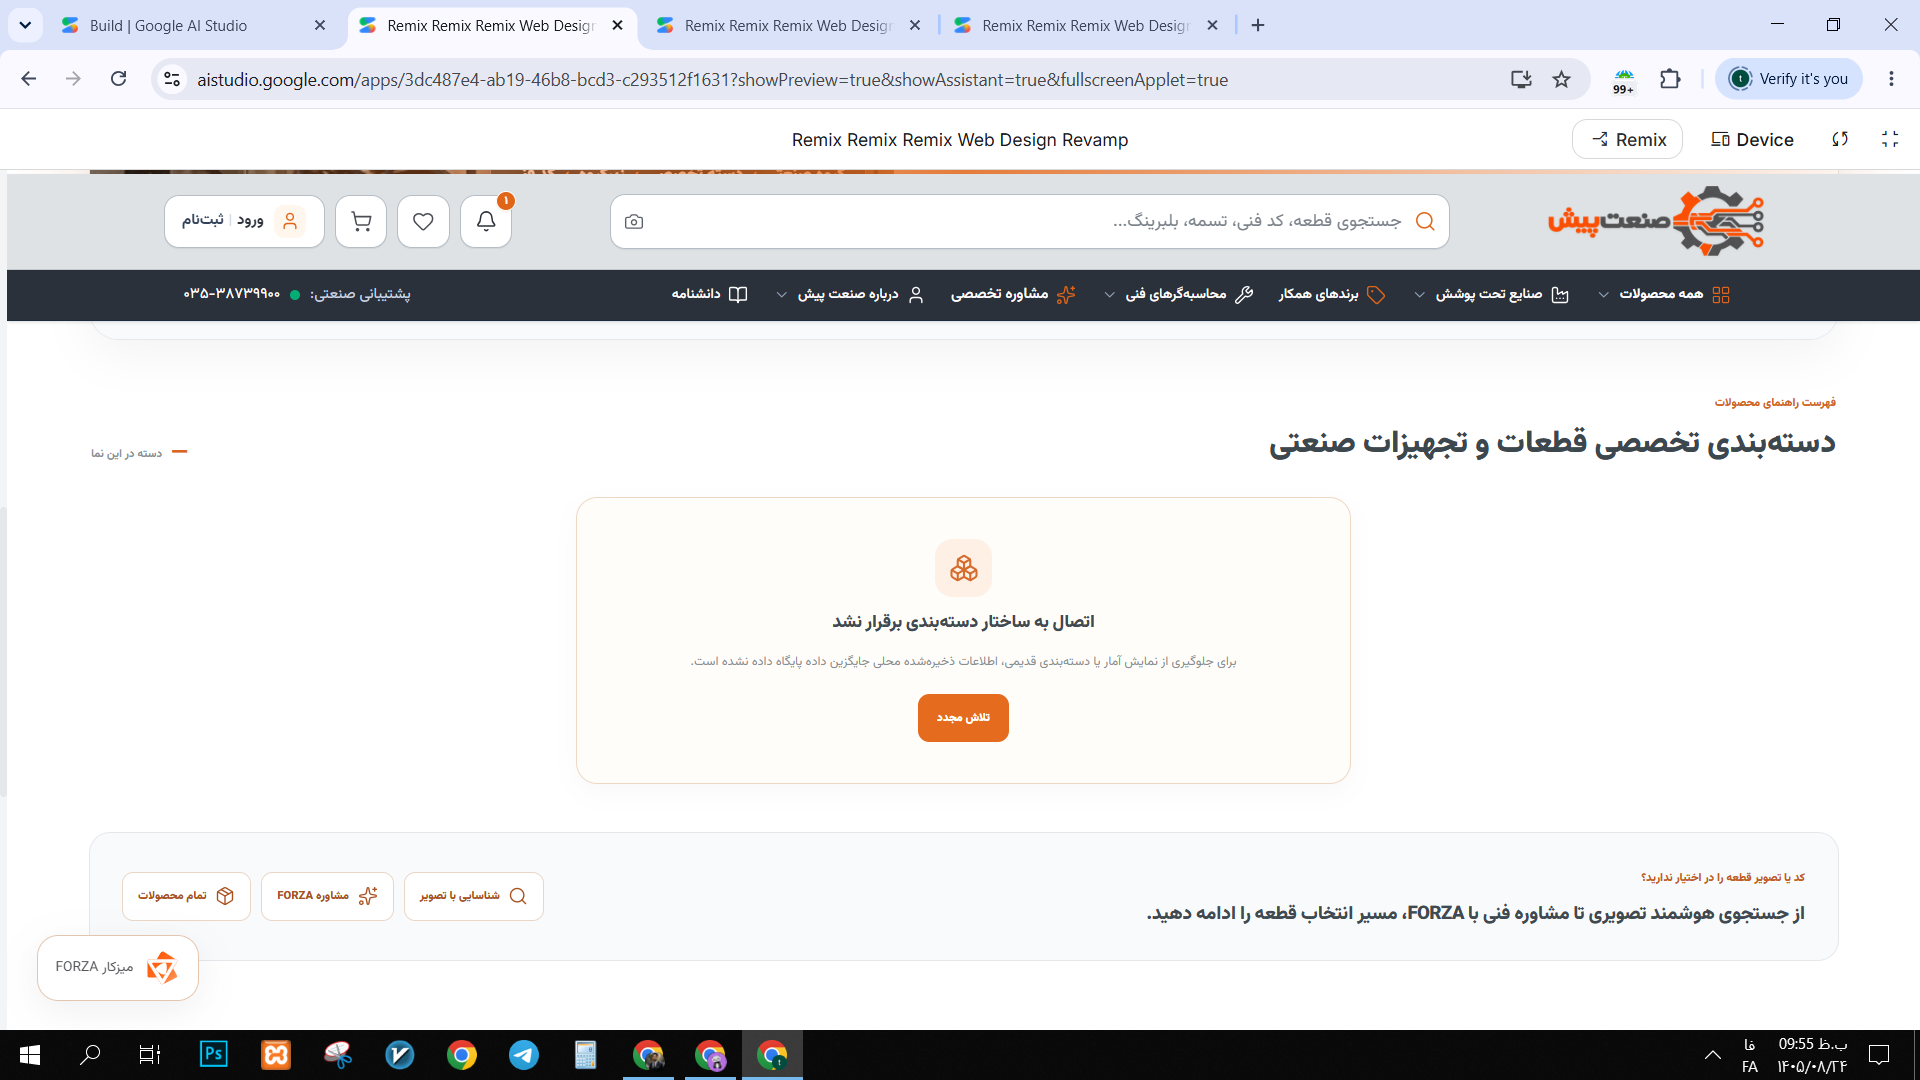 Build | Google AI Studio
Remix Remix Remix Web Design
Remix Remix Remix Web Design
Remix Remix Remix Web Design
aistudio.google.com/apps/3dc487e4-ab19-46b8-bcd3-c293512f1631?showPreview=true&showAssistant=true&fullscreenApplet=true
99+
t
Verify it's you
Remix Remix Remix Web Design Revamp
Remix
Device
صنعت‌پیش
جستجوی قطعه، کد فنی، تسمه، بلبرینگ...
۱
ورود | ثبت‌نام
همه محصولات
صنایع تحت پوشش
برندهای همکار
محاسبه‌گرهای فنی
مشاوره تخصصی
درباره صنعت پیش
دانشنامه
پشتیبانی صنعتی: ۰۳۵-۳۸۷۳۹۹۰۰
فهرست راهنمای محصولات
دسته‌بندی تخصصی قطعات و تجهیزات صنعتی
دسته در این نما
اتصال به ساختار دسته‌بندی برقرار نشد
برای جلوگیری از نمایش آمار یا دسته‌بندی قدیمی، اطلاعات ذخیره‌شده محلی جایگزین داده پایگاه داده نشده است.
تلاش مجدد
کد یا تصویر قطعه را در اختیار ندارید؟
از جستجوی هوشمند تصویری تا مشاوره فنی با FORZA، مسیر انتخاب قطعه را ادامه دهید.
شناسایی با تصویر
مشاوره FORZA
تمام محصولات
میزکار FORZA
Ps
فا
FA
09:55 ب.ظ
۱۴۰۵/۰۸/۲۴